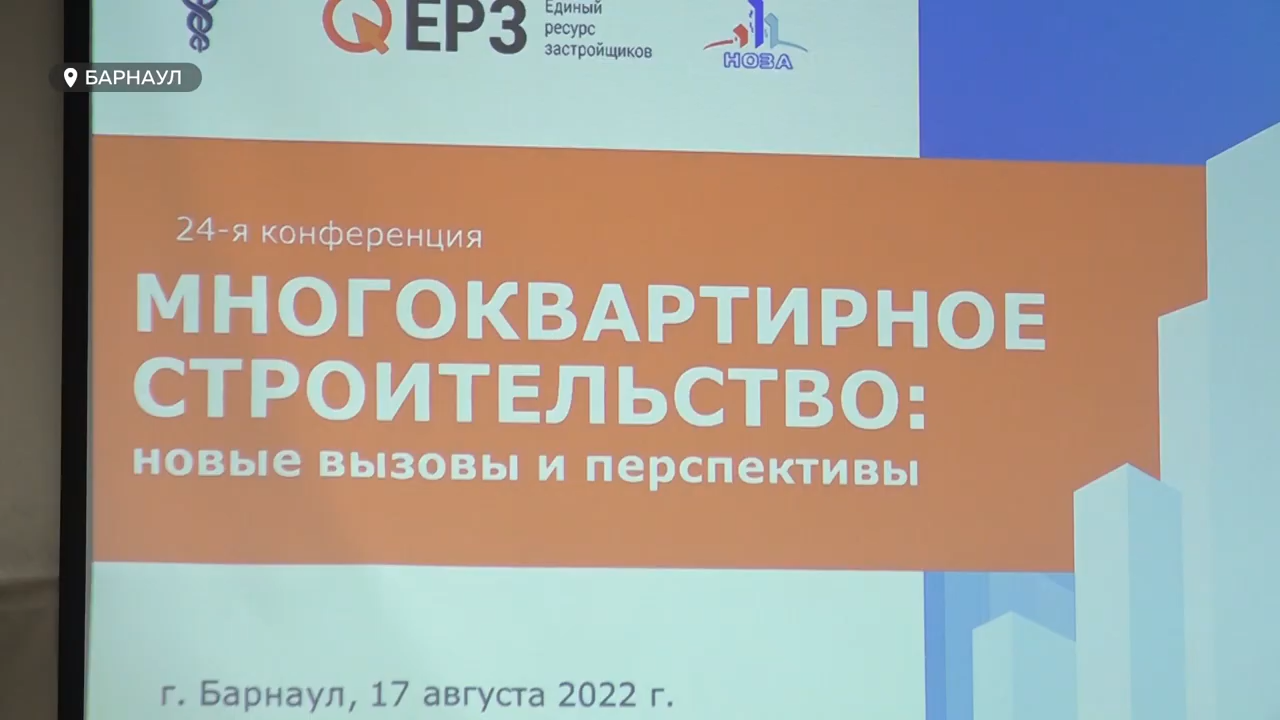 ЕРЗ
Единый
ресурс
застройщиков
НОЗА
БАРНАУЛ
24-я конференция
МНОГОКВАРТИРНОЕ
СТРОИТЕЛЬСТВО:
новые вызовы и перспективы
г. Барнаул, 17 августа 2022 г.